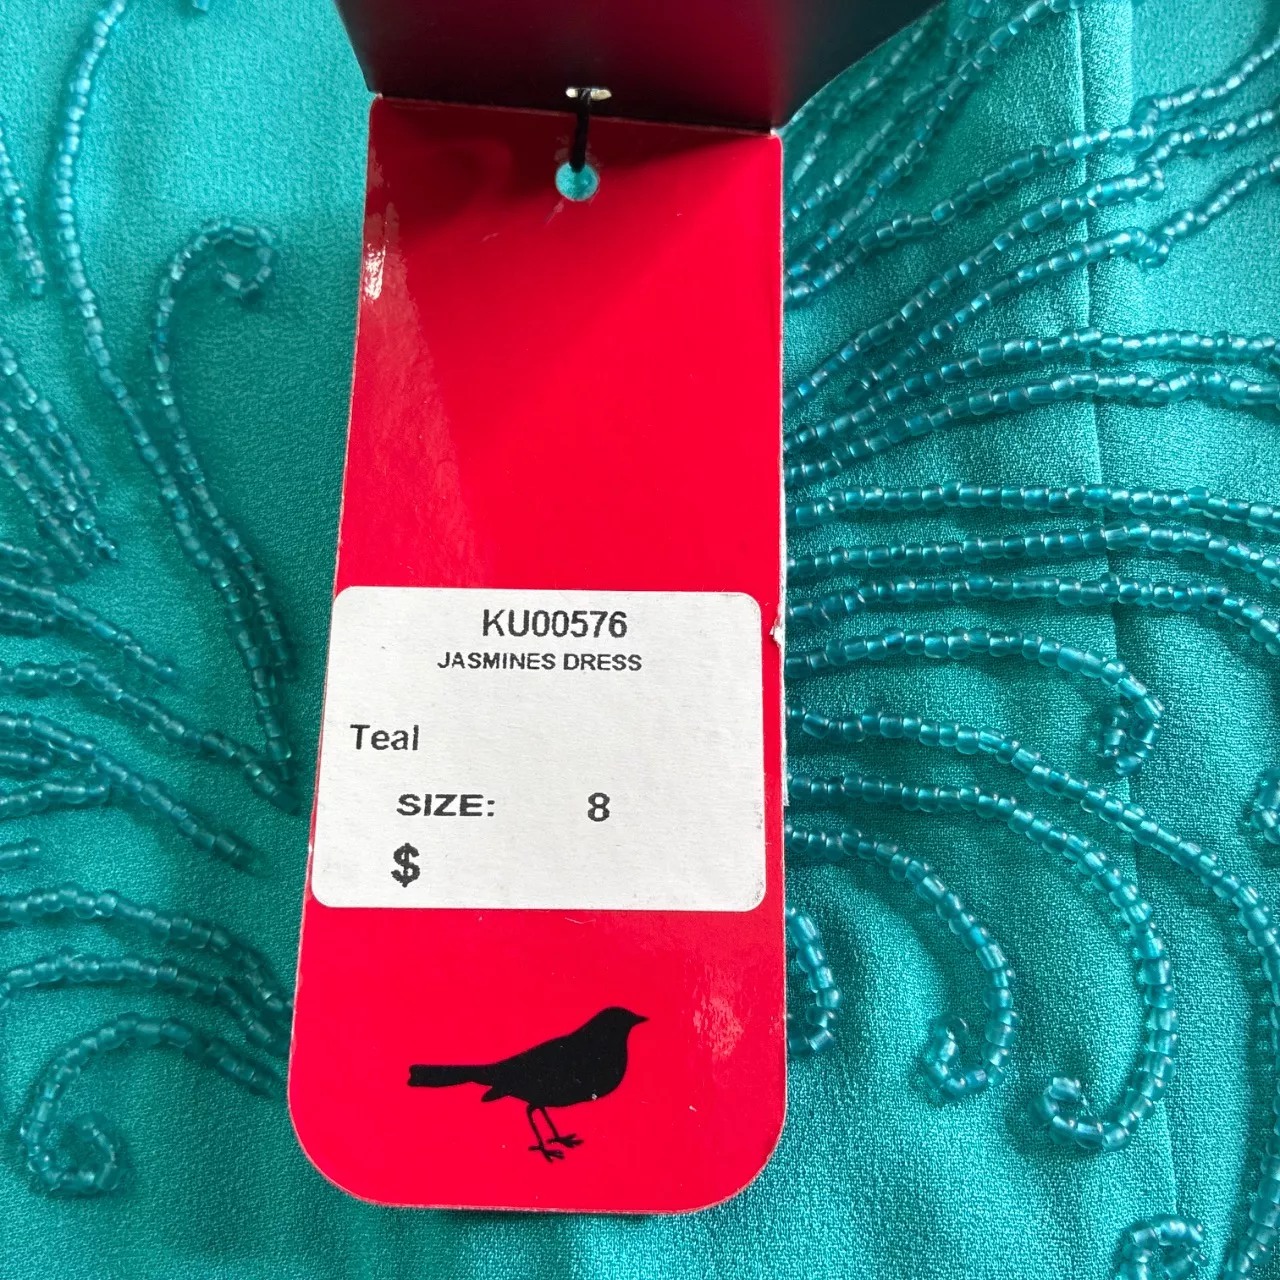 KU00576
JASMINES DRESS
Teal
SIZE: 8
$